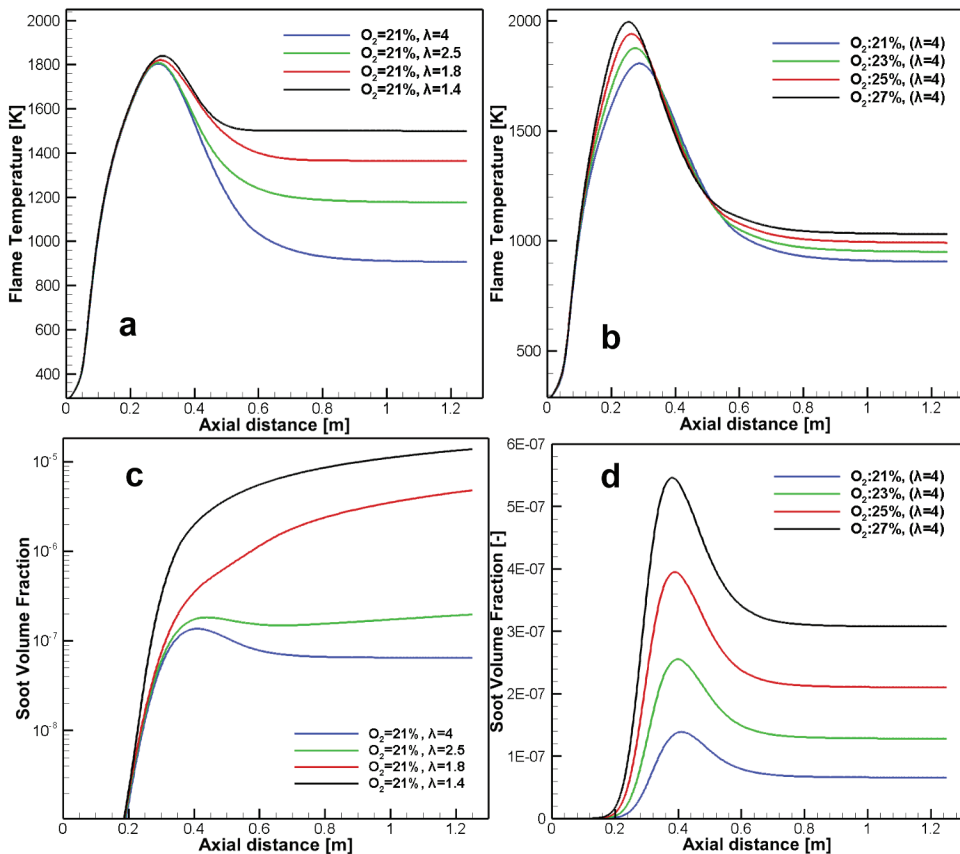 a
Flame Temperature [K]
2000
1800
1600
1400
1200
1000
800
600
400
0
0.2
0.4
0.6
0.8
1
1.2
Axial distance [m]
O2=21%, λ=4
O2=21%, λ=2.5
O2=21%, λ=1.8
O2=21%, λ=1.4
b
Flame Temperature [K]
2000
1500
1000
500
0
0.2
0.4
0.6
0.8
1
1.2
Axial distance [m]
O2:21%, (λ=4)
O2:23%, (λ=4)
O2:25%, (λ=4)
O2:27%, (λ=4)
c
Soot Volume Fraction
10-5
10-6
10-7
10-8
0
0.2
0.4
0.6
0.8
1
1.2
Axial distance [m]
O2=21%, λ=4
O2=21%, λ=2.5
O2=21%, λ=1.8
O2=21%, λ=1.4
d
Soot Volume Fraction [-]
6E-07
5E-07
4E-07
3E-07
2E-07
1E-07
0
0
0.2
0.4
0.6
0.8
1
1.2
Axial distance [m]
O2:21%, (λ=4)
O2:23%, (λ=4)
O2:25%, (λ=4)
O2:27%, (λ=4)